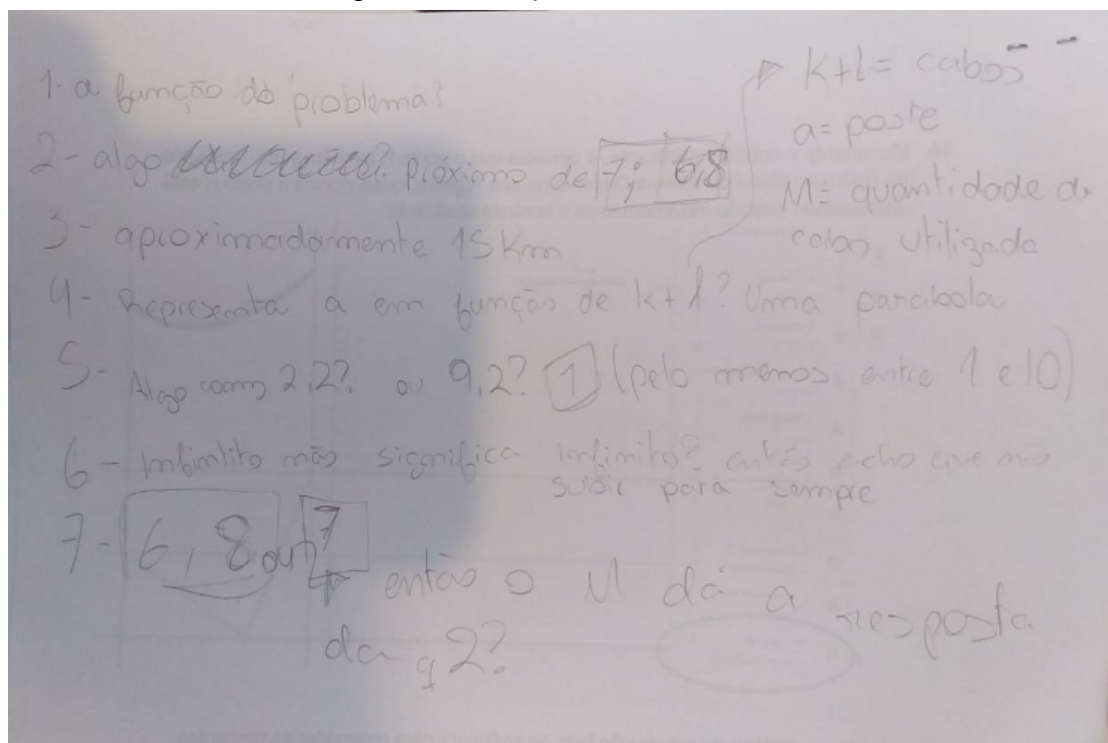 1- a função do problema?
2- algo próximo de 7; 6,8
3- aproximadamente 15 Km
4- Representa a em função de k+l? Uma parabola
5- Algo como 2,2? ou 9,2? 1 (pelo menos entre 1 e 10)
6- não significa infinito? então acho que não
subir para sempre
7- 6,8 ou 7
então o M dá a resposta
da q2?
k+l = cabos
a = poste
M = quantidade de
cabos utilizada